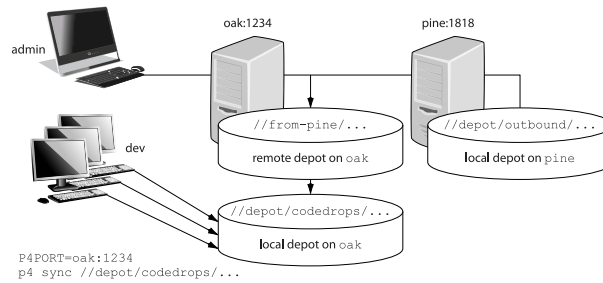 oak:1234
pine:1818
admin
//from-pine/...
remote depot on oak
//depot/outbound/...
local depot on pine
dev
//depot/codedrops/...
local depot on oak
P4PORT=oak:1234
p4 sync //depot/codedrops/...